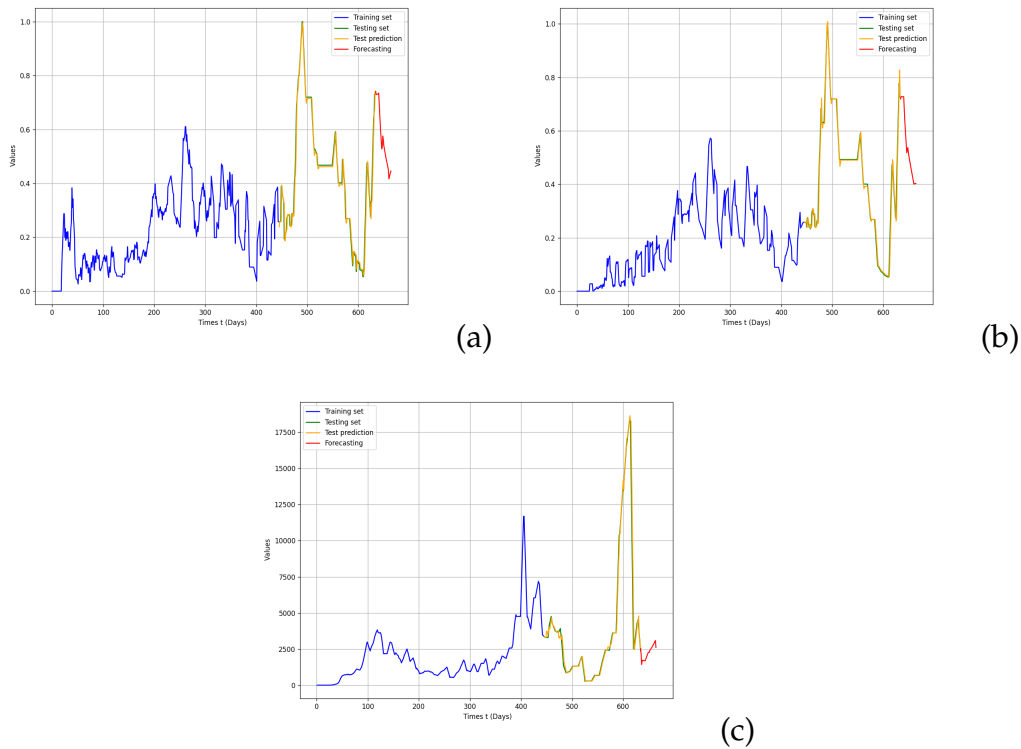 1.0
0.8
0.6
0.4
0.2
0.0
Values
0 100 200 300 400 500 600
Times t (Days)
Training set
Testing set
Test prediction
Forecasting
(a)
1.0
0.8
0.6
0.4
0.2
0.0
Values
0 100 200 300 400 500 600
Times t (Days)
Training set
Testing set
Test prediction
Forecasting
(b)
Training set
Testing set
Test prediction
Forecasting
17500
15000
12500
10000
7500
5000
2500
0
Values
0 100 200 300 400 500 600
Times t (Days)
(c)